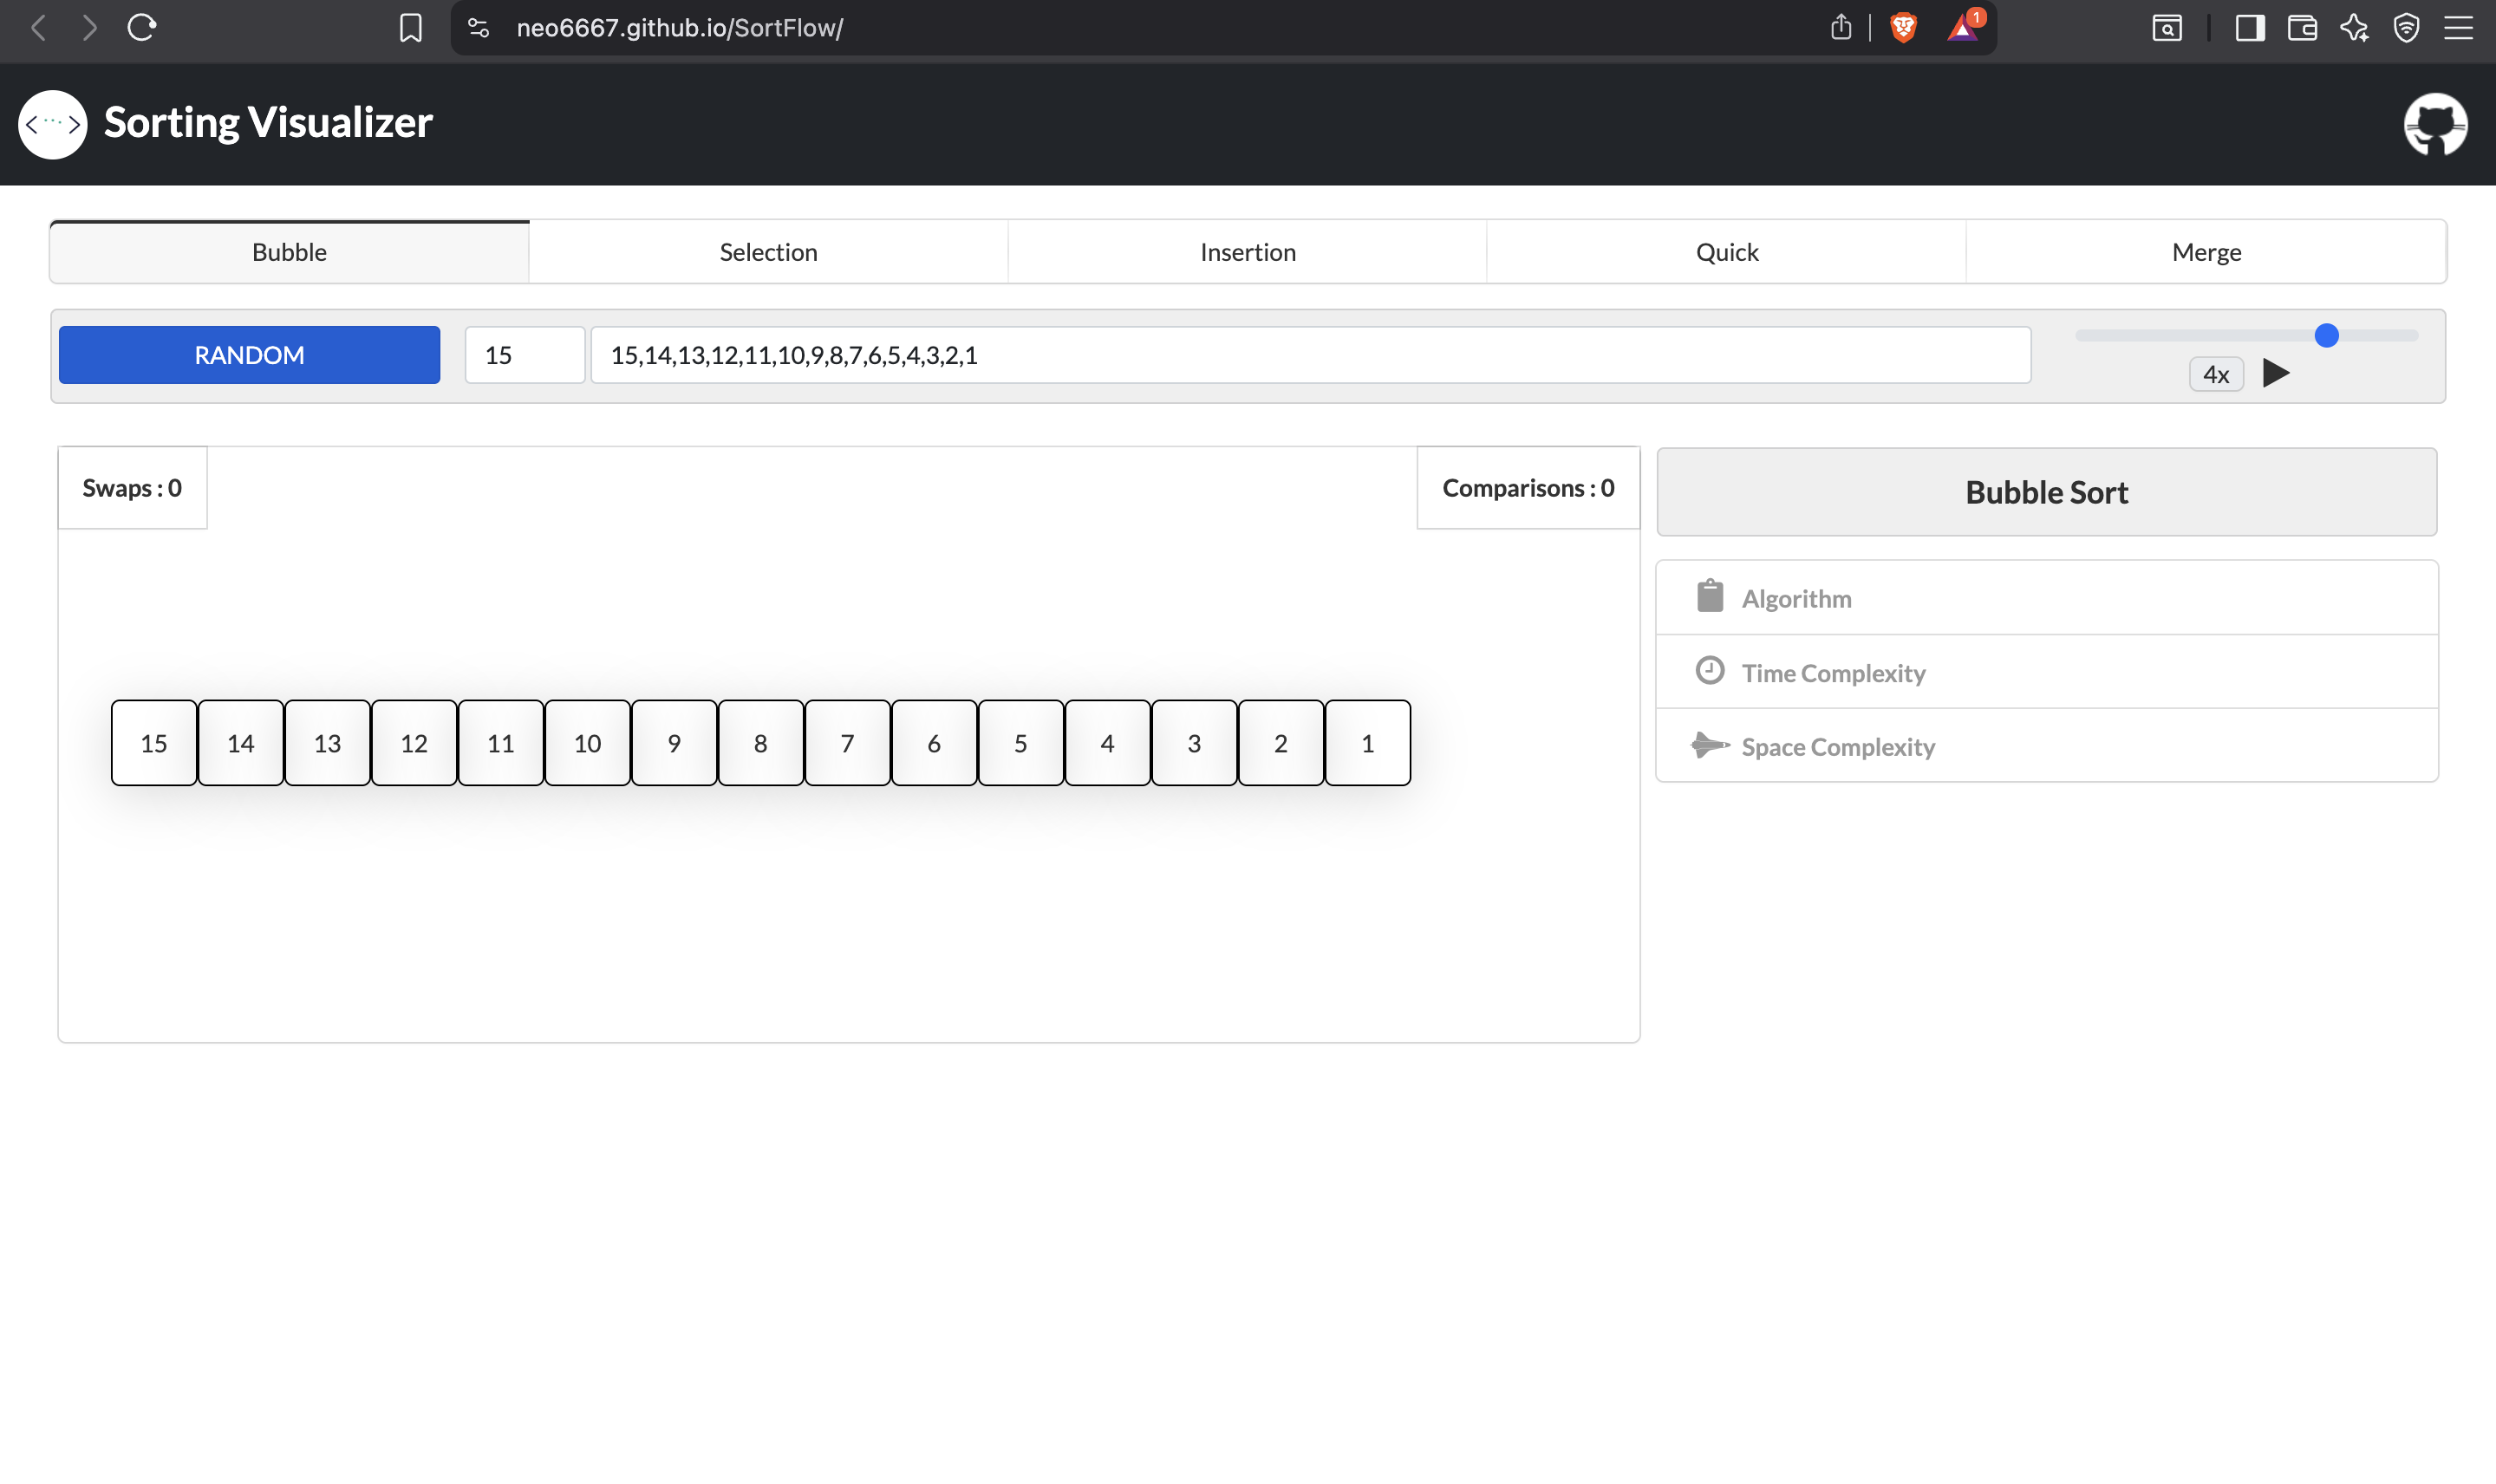 neo6667.github.io/SortFlow/
1
<···> Sorting Visualizer
Bubble
Selection
Insertion
Quick
Merge
RANDOM
15
15,14,13,12,11,10,9,8,7,6,5,4,3,2,1
4x
Swaps : 0
Comparisons : 0
15 14 13 12 11 10 9 8 7 6 5 4 3 2 1
Bubble Sort
Algorithm
Time Complexity
Space Complexity